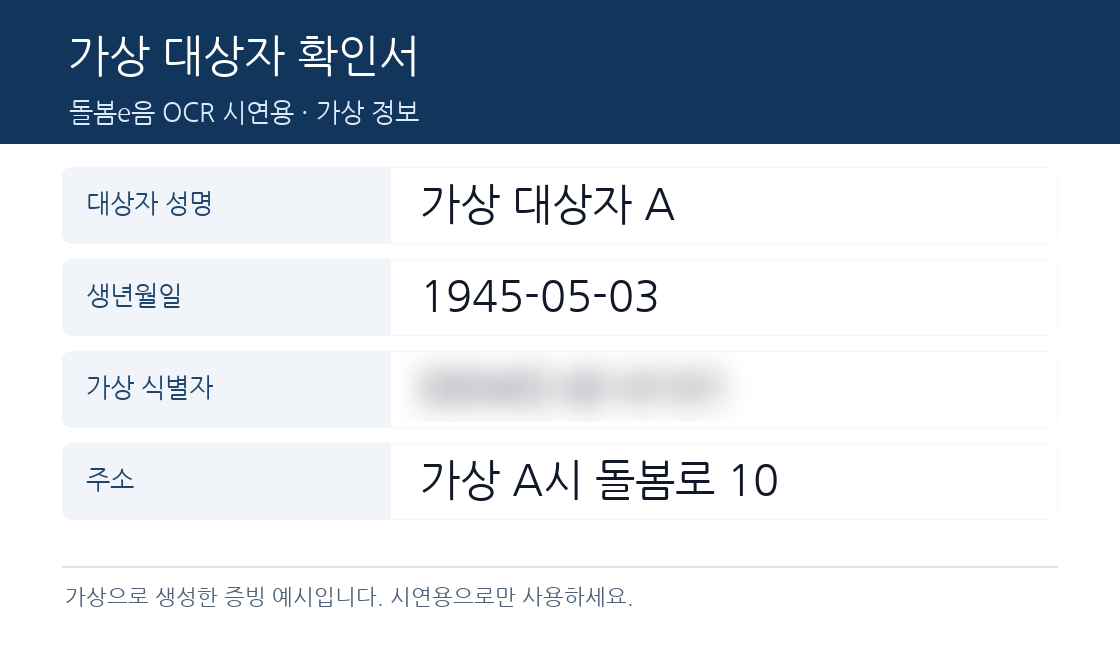 가상 대상자 확인서
돌봄e음 OCR 시연용 · 가상 정보
대상자 성명 가상 대상자 A
생년월일 1945-05-03
가상 식별자
주소 가상 A시 돌봄로 10
가상으로 생성한 증빙 예시입니다. 시연용으로만 사용하세요.